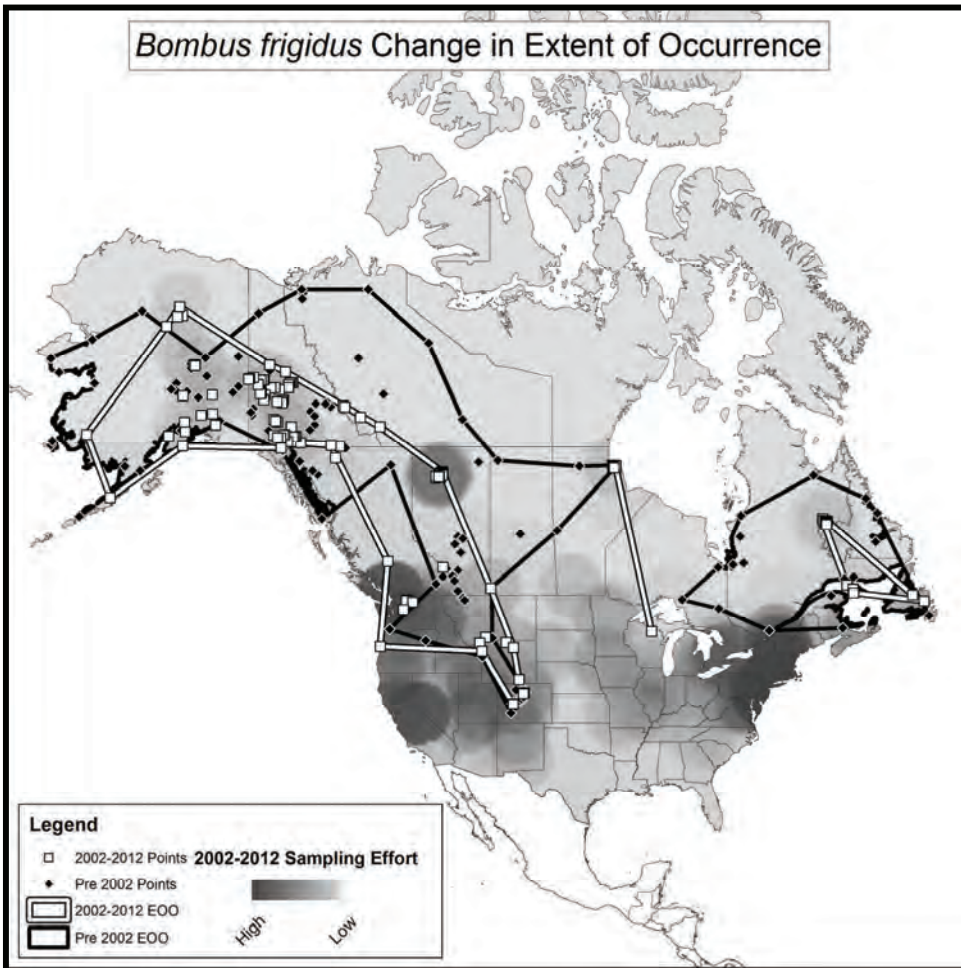 Bombus frigidus Change in Extent of Occurrence
Legend
2002-2012 Points
Pre 2002 Points
2002-2012 EOO
Pre 2002 EOO
2002-2012 Sampling Effort
High
Low